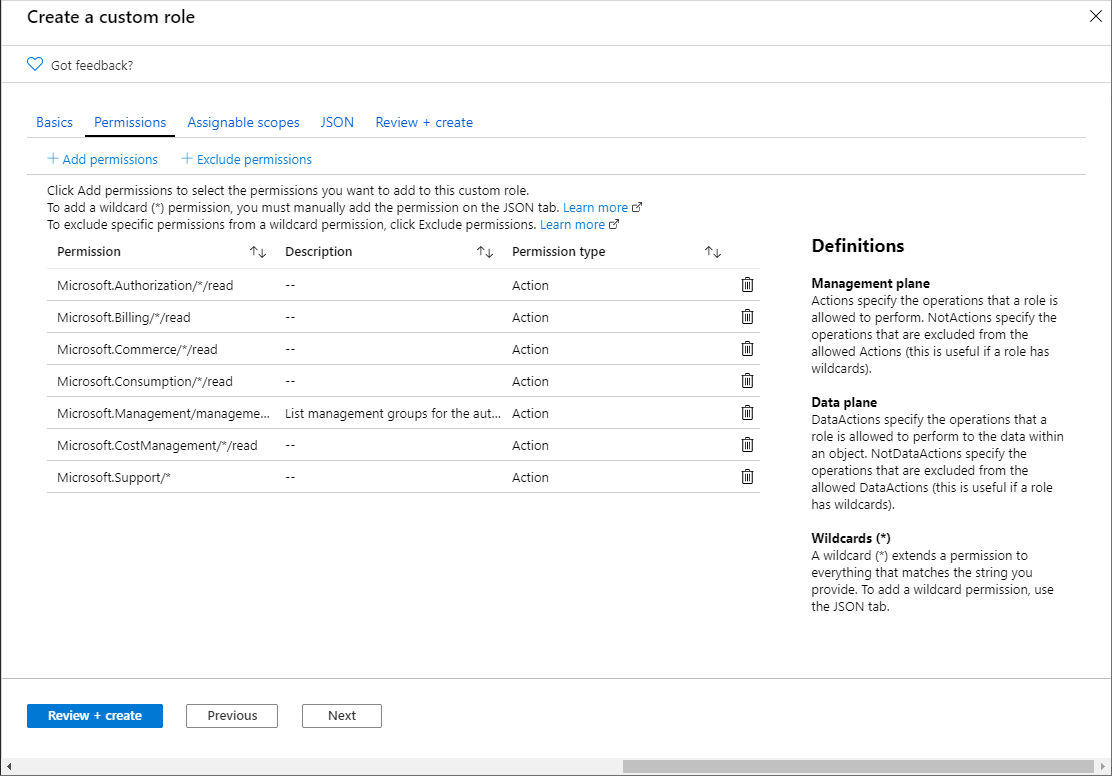 Create a custom role
Got feedback?
Basics Permissions Assignable scopes JSON Review + create
+ Add permissions + Exclude permissions
Click Add permissions to select the permissions you want to add to this custom role.
To add a wildcard (*) permission, you must manually add the permission on the JSON tab. Learn more
To exclude specific permissions from a wildcard permission, click Exclude permissions. Learn more
Permission Description Permission type
Microsoft.Authorization/*/read -- Action
Microsoft.Billing/*/read -- Action
Microsoft.Commerce/*/read -- Action
Microsoft.Consumption/*/read -- Action
Microsoft.Management/manageme... List management groups for the aut... Action
Microsoft.CostManagement/*/read -- Action
Microsoft.Support/* -- Action
Definitions
Management plane
Actions specify the operations that a role is
allowed to perform. NotActions specify the
operations that are excluded from the
allowed Actions (this is useful if a role has
wildcards).
Data plane
DataActions specify the operations that a
role is allowed to perform to the data within
an object. NotDataActions specify the
operations that are excluded from the
allowed DataActions (this is useful if a role
has wildcards).
Wildcards (*)
A wildcard (*) extends a permission to
everything that matches the string you
provide. To add a wildcard permission, use
the JSON tab.
Review + create Previous Next